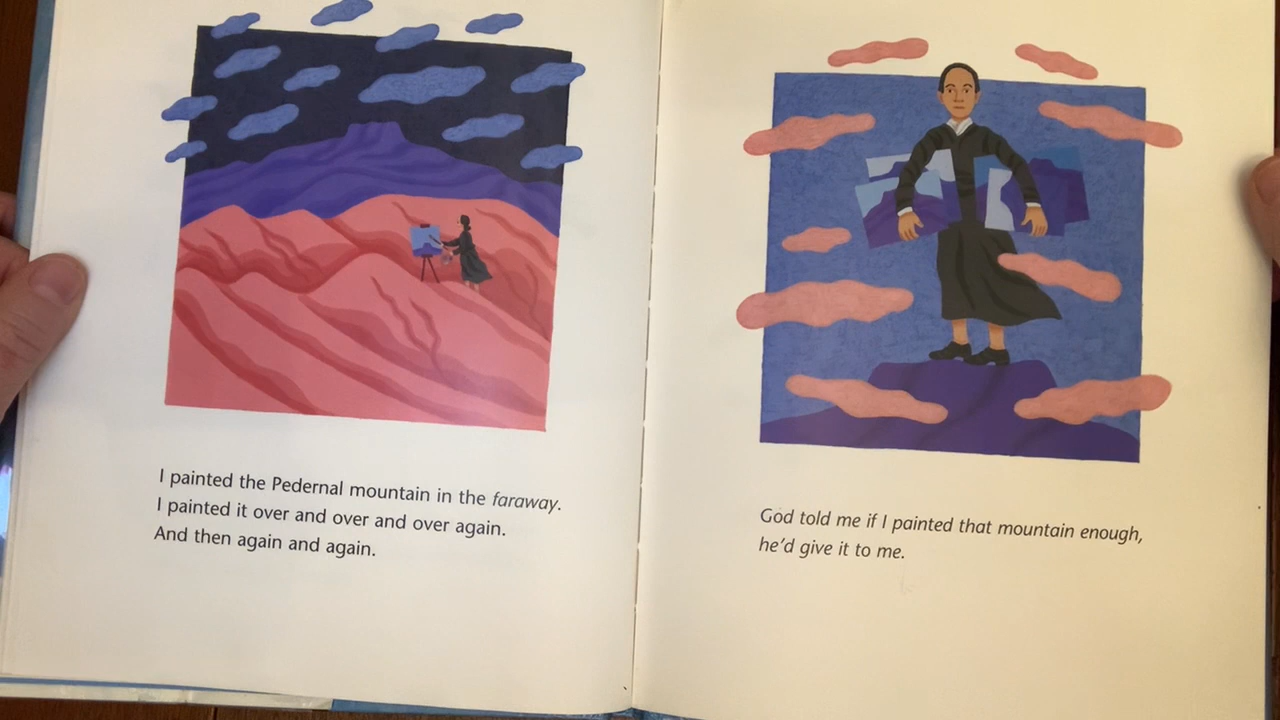 I painted the Pedernal mountain in the faraway.
I painted it over and over and over again.
And then again and again.
God told me if I painted that mountain enough,
he'd give it to me.